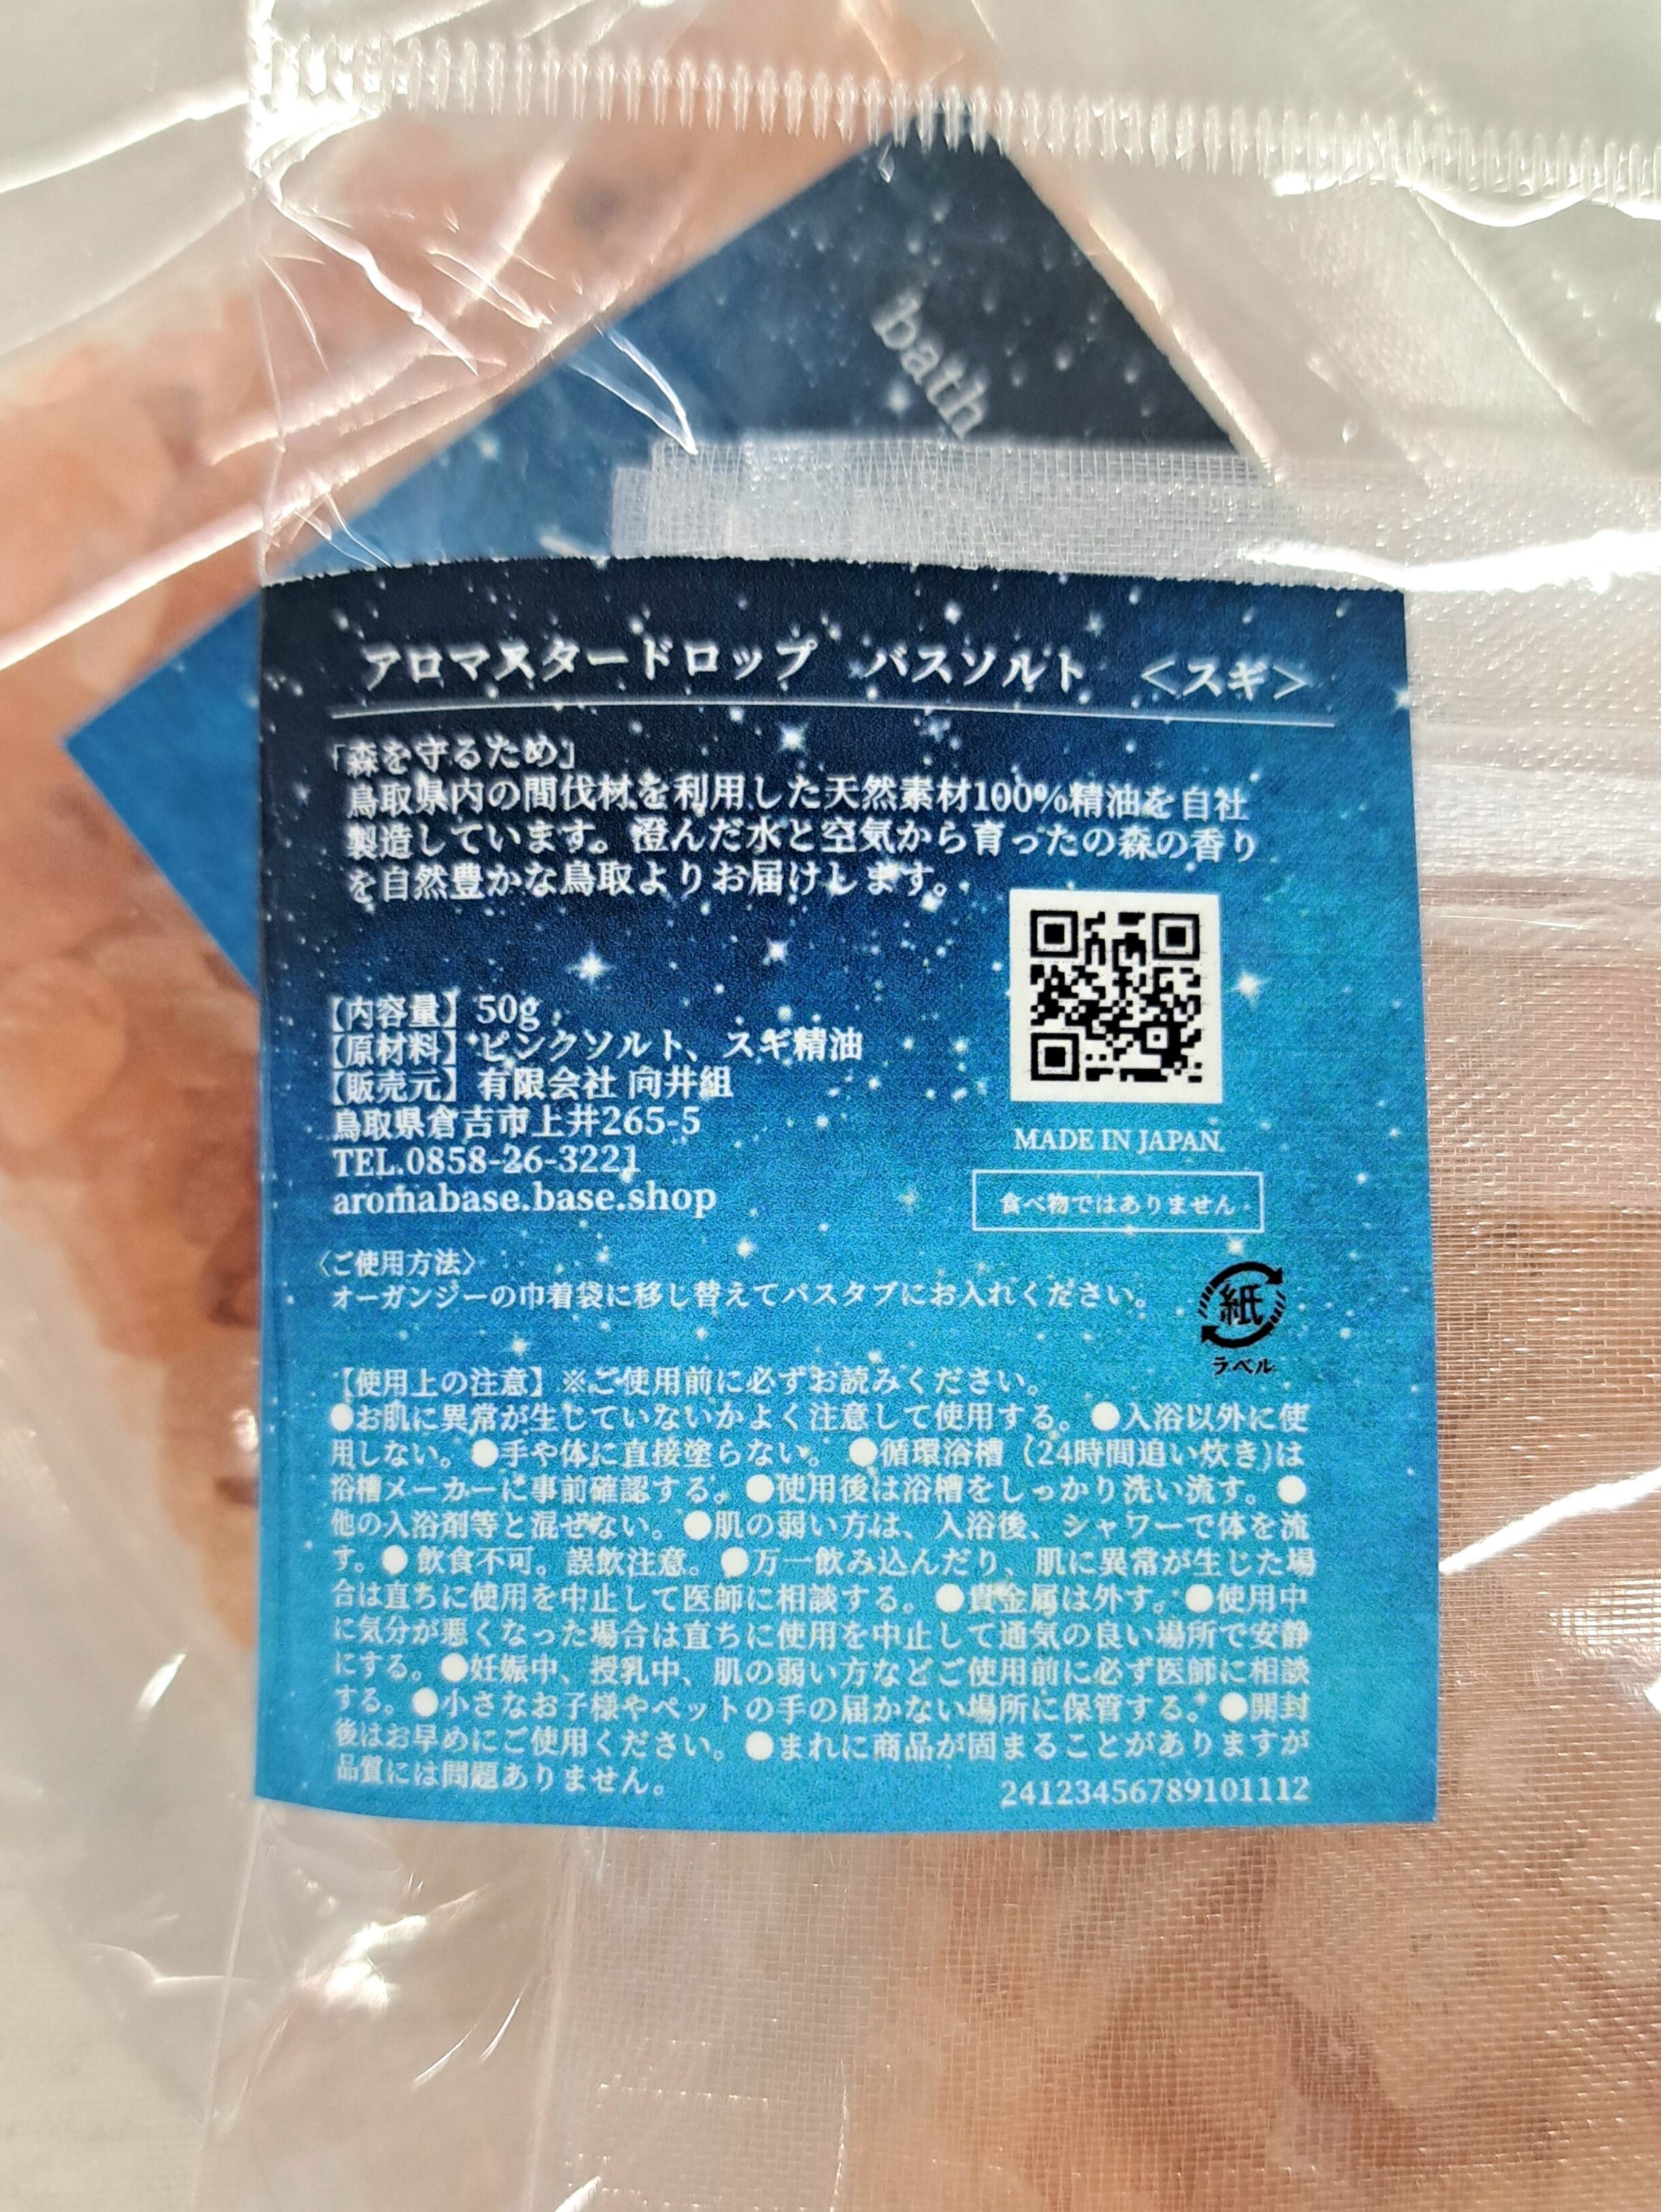 bath
アロマスタードロップ バスソルト <スギ>
「森を守るため」
鳥取県内の間伐材を利用した天然素材100%精油を自社
製造しています。澄んだ水と空気から育ったの森の香り
を自然豊かな鳥取よりお届けします。
【内容量】50g
【原材料】ピンクソルト、スギ精油
【販売元】有限会社 向井組
鳥取県倉吉市上井265-5
TEL.0858-26-3221
aromabase.base.shop
MADE IN JAPAN.
食べ物ではありません
〈ご使用方法〉
オーガンジーの巾着袋に移し替えてバスタブにお入れください。
紙
ラベル
【使用上の注意】※ご使用前に必ずお読みください。
●お肌に異常が生じていないかよく注意して使用する。●入浴以外に使
用しない。●手や体に直接塗らない。●循環浴槽(24時間追い炊き)は
浴槽メーカーに事前確認する。●使用後は浴槽をしっかり洗い流す。●
他の入浴剤等と混ぜない。●肌の弱い方は、入浴後、シャワーで体を流
す。●飲食不可。誤飲注意。●万一飲み込んだり、肌に異常が生じた場
合は直ちに使用を中止して医師に相談する。●貴金属は外す。●使用中
に気分が悪くなった場合は直ちに使用を中止して通気の良い場所で安静
にする。●妊娠中、授乳中、肌の弱い方などご使用前に必ず医師に相談
する。●小さなお子様やペットの手の届かない場所に保管する。●開封
後はお早めにご使用ください。●まれに商品が固まることがありますが
品質には問題ありません。
24123456789101112